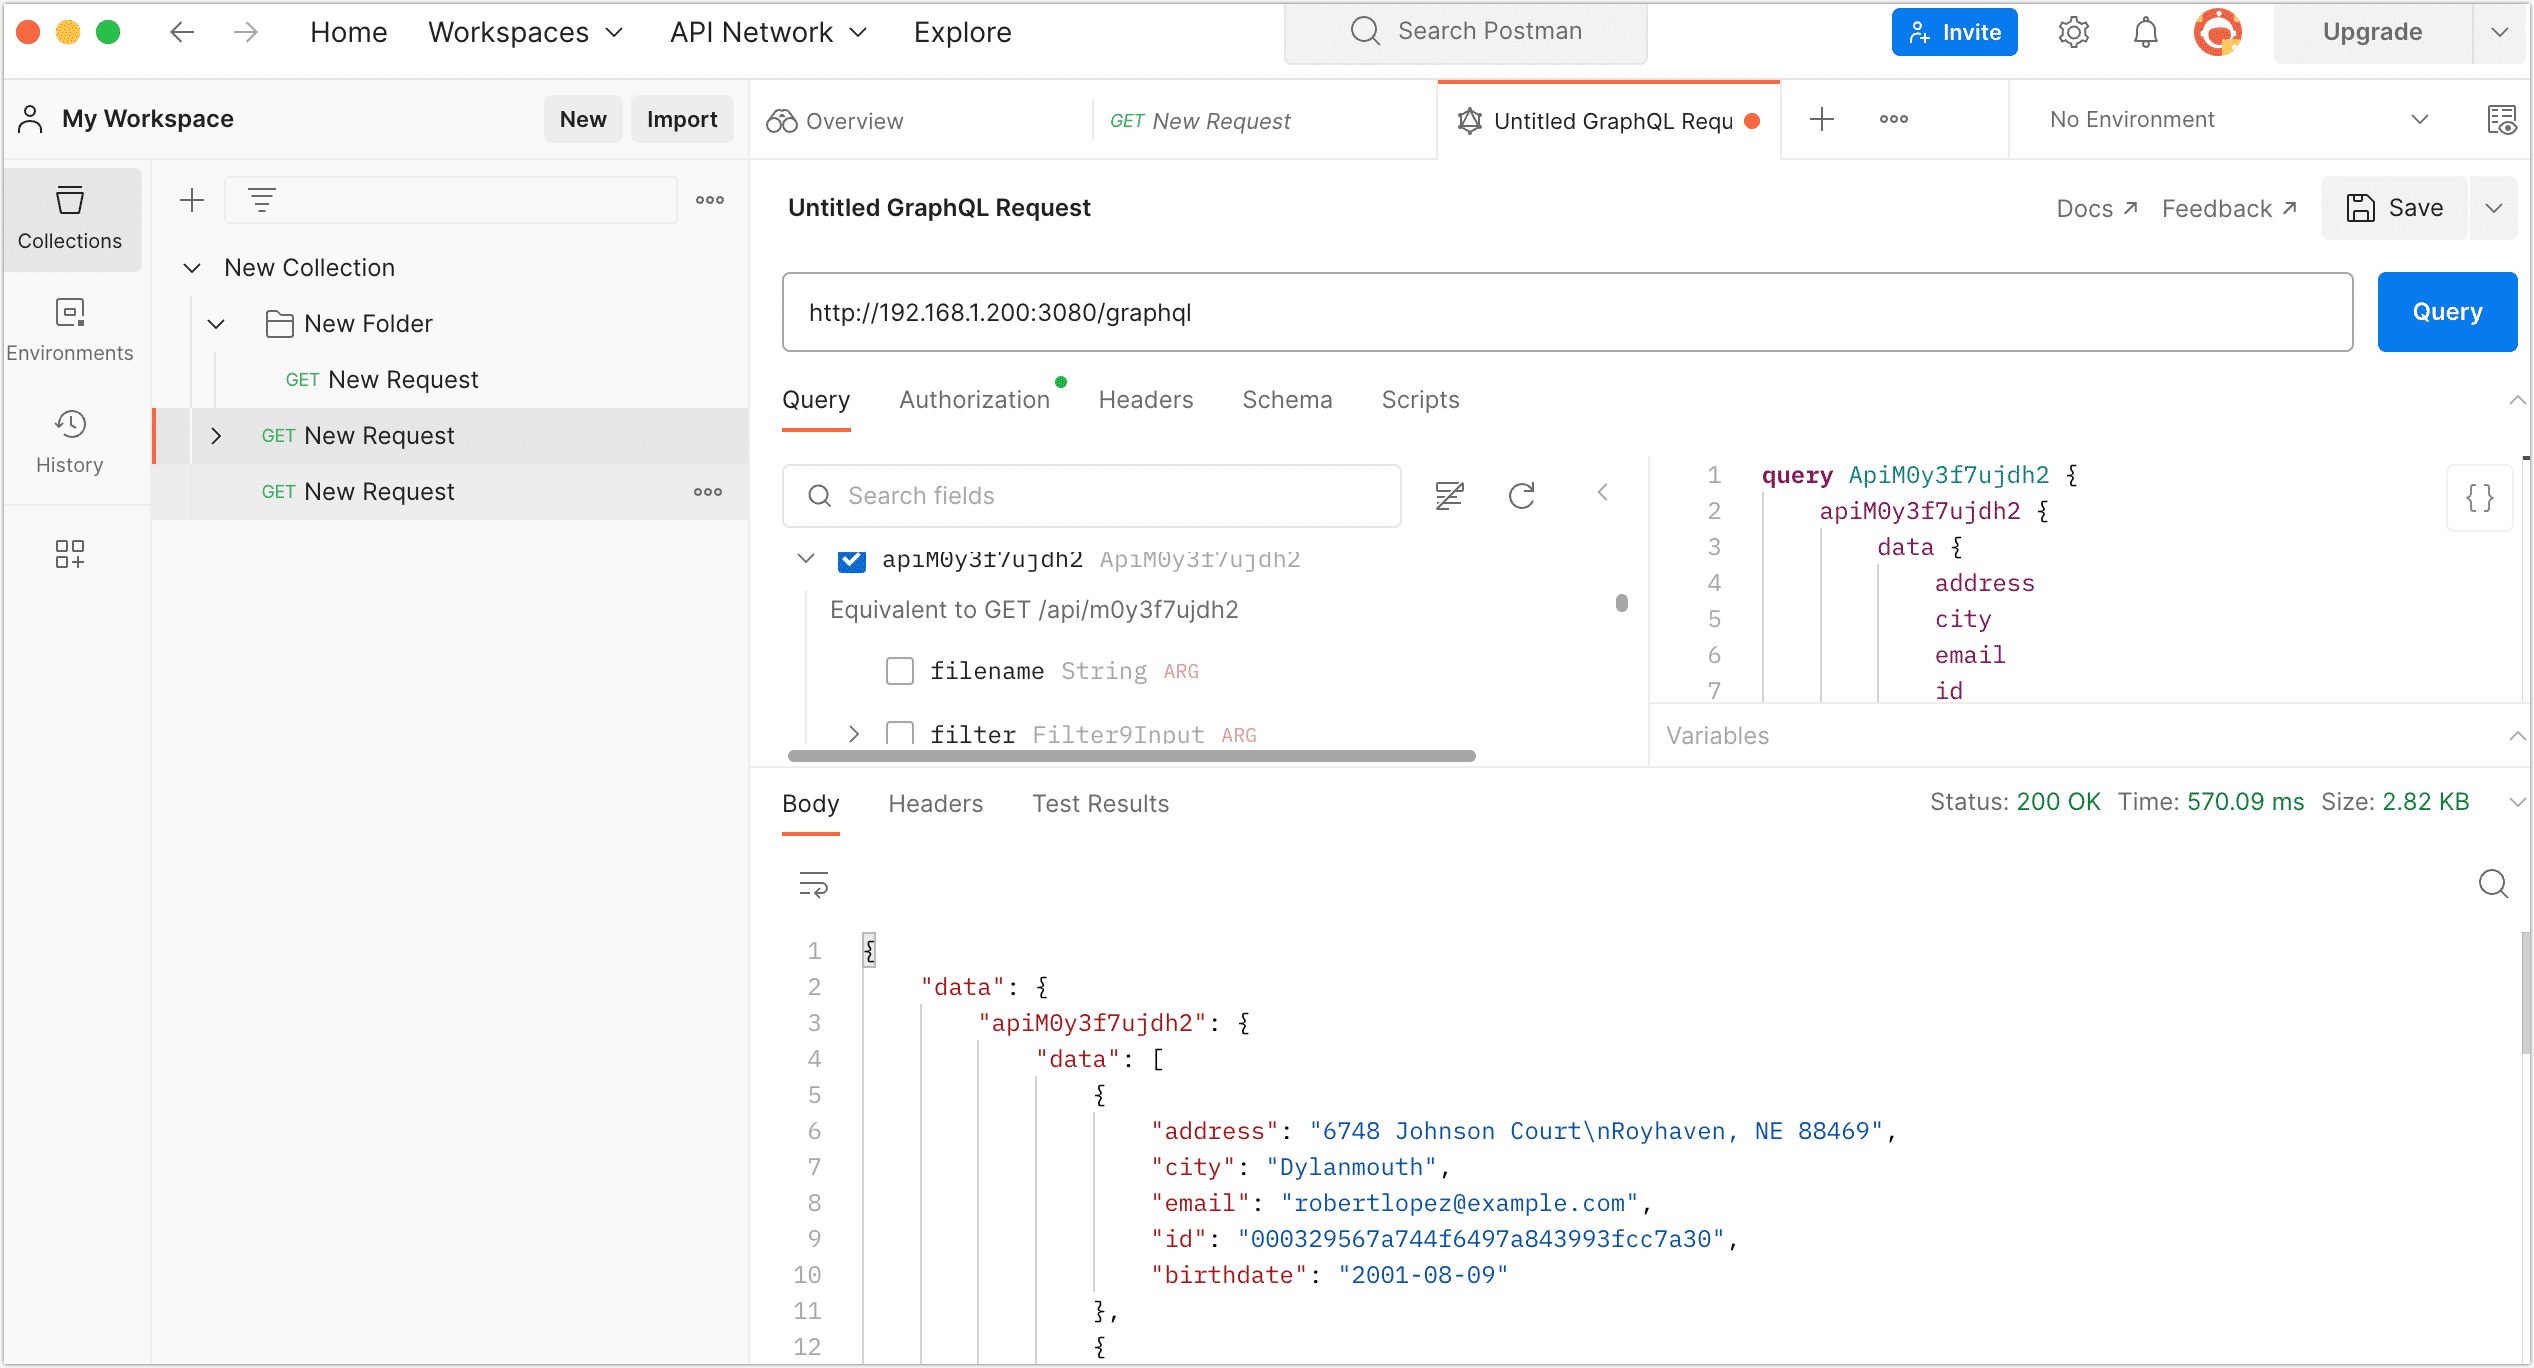 Home Workspaces API Network Explore Search Postman Invite Upgrade
My Workspace New Import Overview GET New Request Untitled GraphQL Requ No Environment
Collections
Environments
History
New Collection
New Folder
GET New Request
GET New Request
GET New Request
Untitled GraphQL Request Docs Feedback Save
http://192.168.1.200:3080/graphql Query
Query Authorization Headers Schema Scripts
Search fields
apiM0y3f7ujdh2 ApiM0y3f7ujdh2
Equivalent to GET /api/m0y3f7ujdh2
filename String ARG
filter Filter9Input ARG
1 query ApiM0y3f7ujdh2 {
2 apiM0y3f7ujdh2 {
3 data {
4 address
5 city
6 email
7 id
{}
Variables
Body Headers Test Results Status: 200 OK Time: 570.09 ms Size: 2.82 KB
1 {
2 "data": {
3 "apiM0y3f7ujdh2": {
4 "data": [
5 {
6 "address": "6748 Johnson Court\nRoyhaven, NE 88469",
7 "city": "Dylanmouth",
8 "email": "robertlopez@example.com",
9 "id": "000329567a744f6497a843993fcc7a30",
10 "birthdate": "2001-08-09"
11 },
12 {